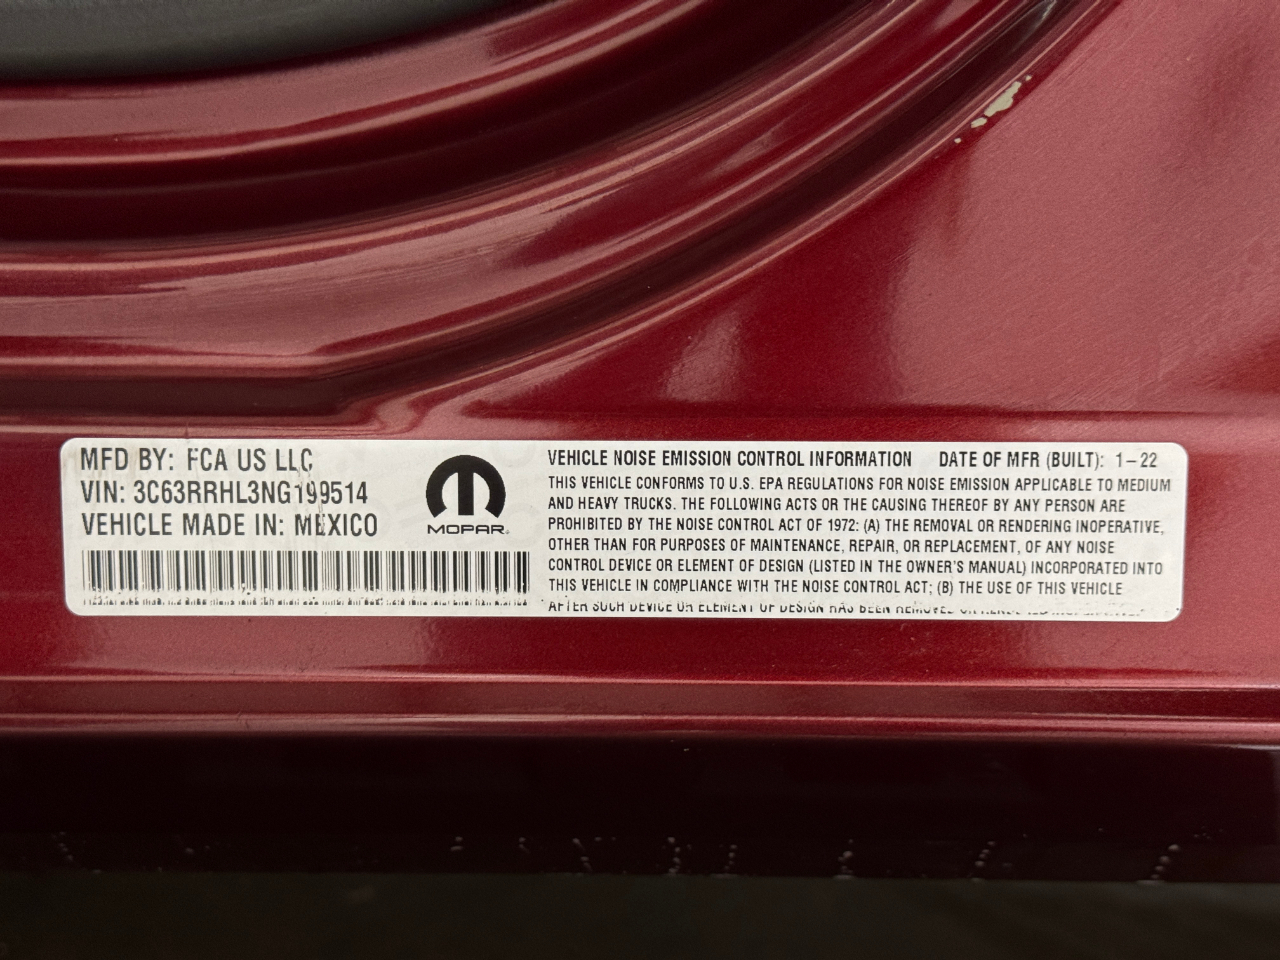 MFD BY: FCA US LLC
VIN: 3C63RRHL3NG199514
VEHICLE MADE IN: MEXICO
MOPAR
VEHICLE NOISE EMISSION CONTROL INFORMATION DATE OF MFR (BUILT): 1-22
THIS VEHICLE CONFORMS TO U.S. EPA REGULATIONS FOR NOISE EMISSION APPLICABLE TO MEDIUM
AND HEAVY TRUCKS. THE FOLLOWING ACTS OR THE CAUSING THEREOF BY ANY PERSON ARE
PROHIBITED BY THE NOISE CONTROL ACT OF 1972: (A) THE REMOVAL OR RENDERING INOPERATIVE,
OTHER THAN FOR PURPOSES OF MAINTENANCE, REPAIR, OR REPLACEMENT, OF ANY NOISE
CONTROL DEVICE OR ELEMENT OF DESIGN (LISTED IN THE OWNER'S MANUAL) INCORPORATED INTO
THIS VEHICLE IN COMPLIANCE WITH THE NOISE CONTROL ACT; (B) THE USE OF THIS VEHICLE
AFTER SUCH DEVICE OR ELEMENT OF DESIGN HAS BEEN REMOVED OR